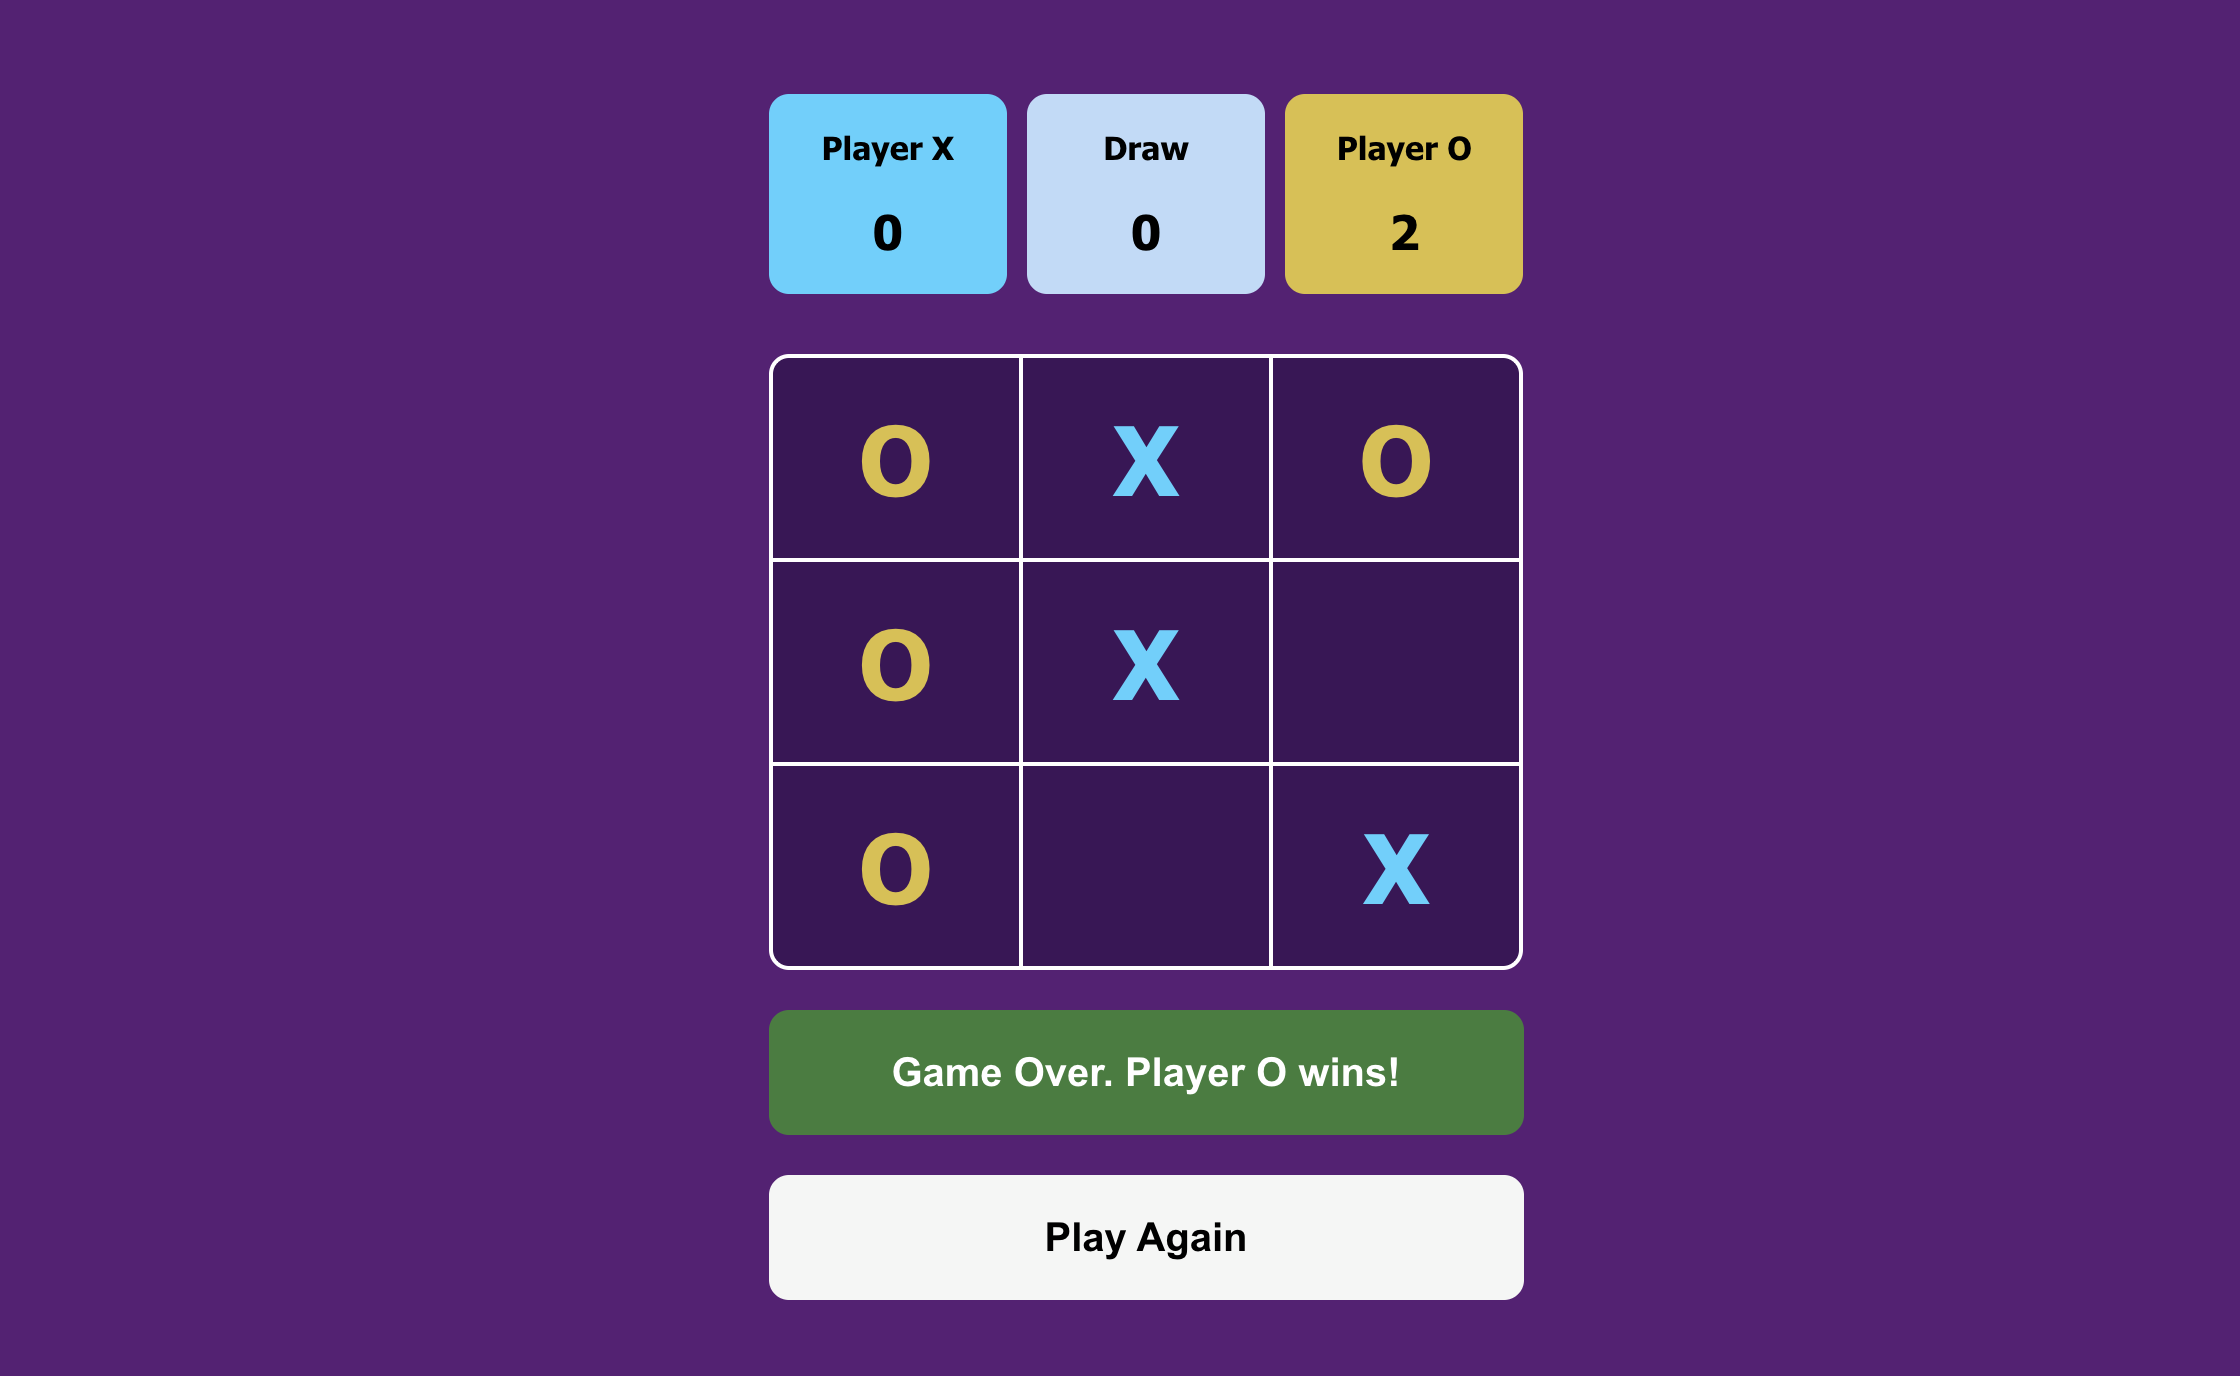 Player X Draw Player O
0 0 2
O X O
O X
O X
Game Over. Player O wins!
Play Again